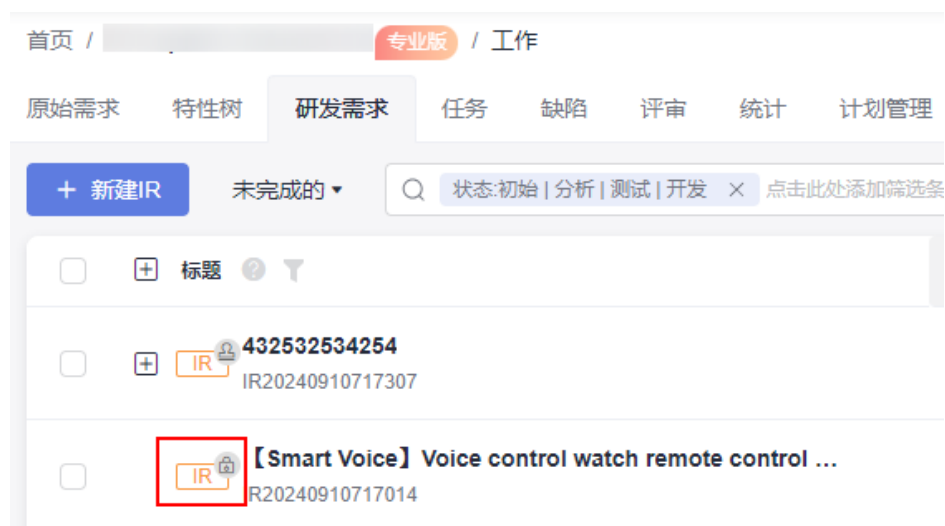 首页 / 专业版 / 工作
原始需求 特性树 研发需求 任务 缺陷 评审 统计 计划管理
+ 新建IR 未完成的 状态:初始 | 分析 | 测试 | 开发 × 点击此处添加筛选条
标题 ?
IR 432532534254
IR20240910717307
IR 【Smart Voice】Voice control watch remote control ...
IR20240910717014